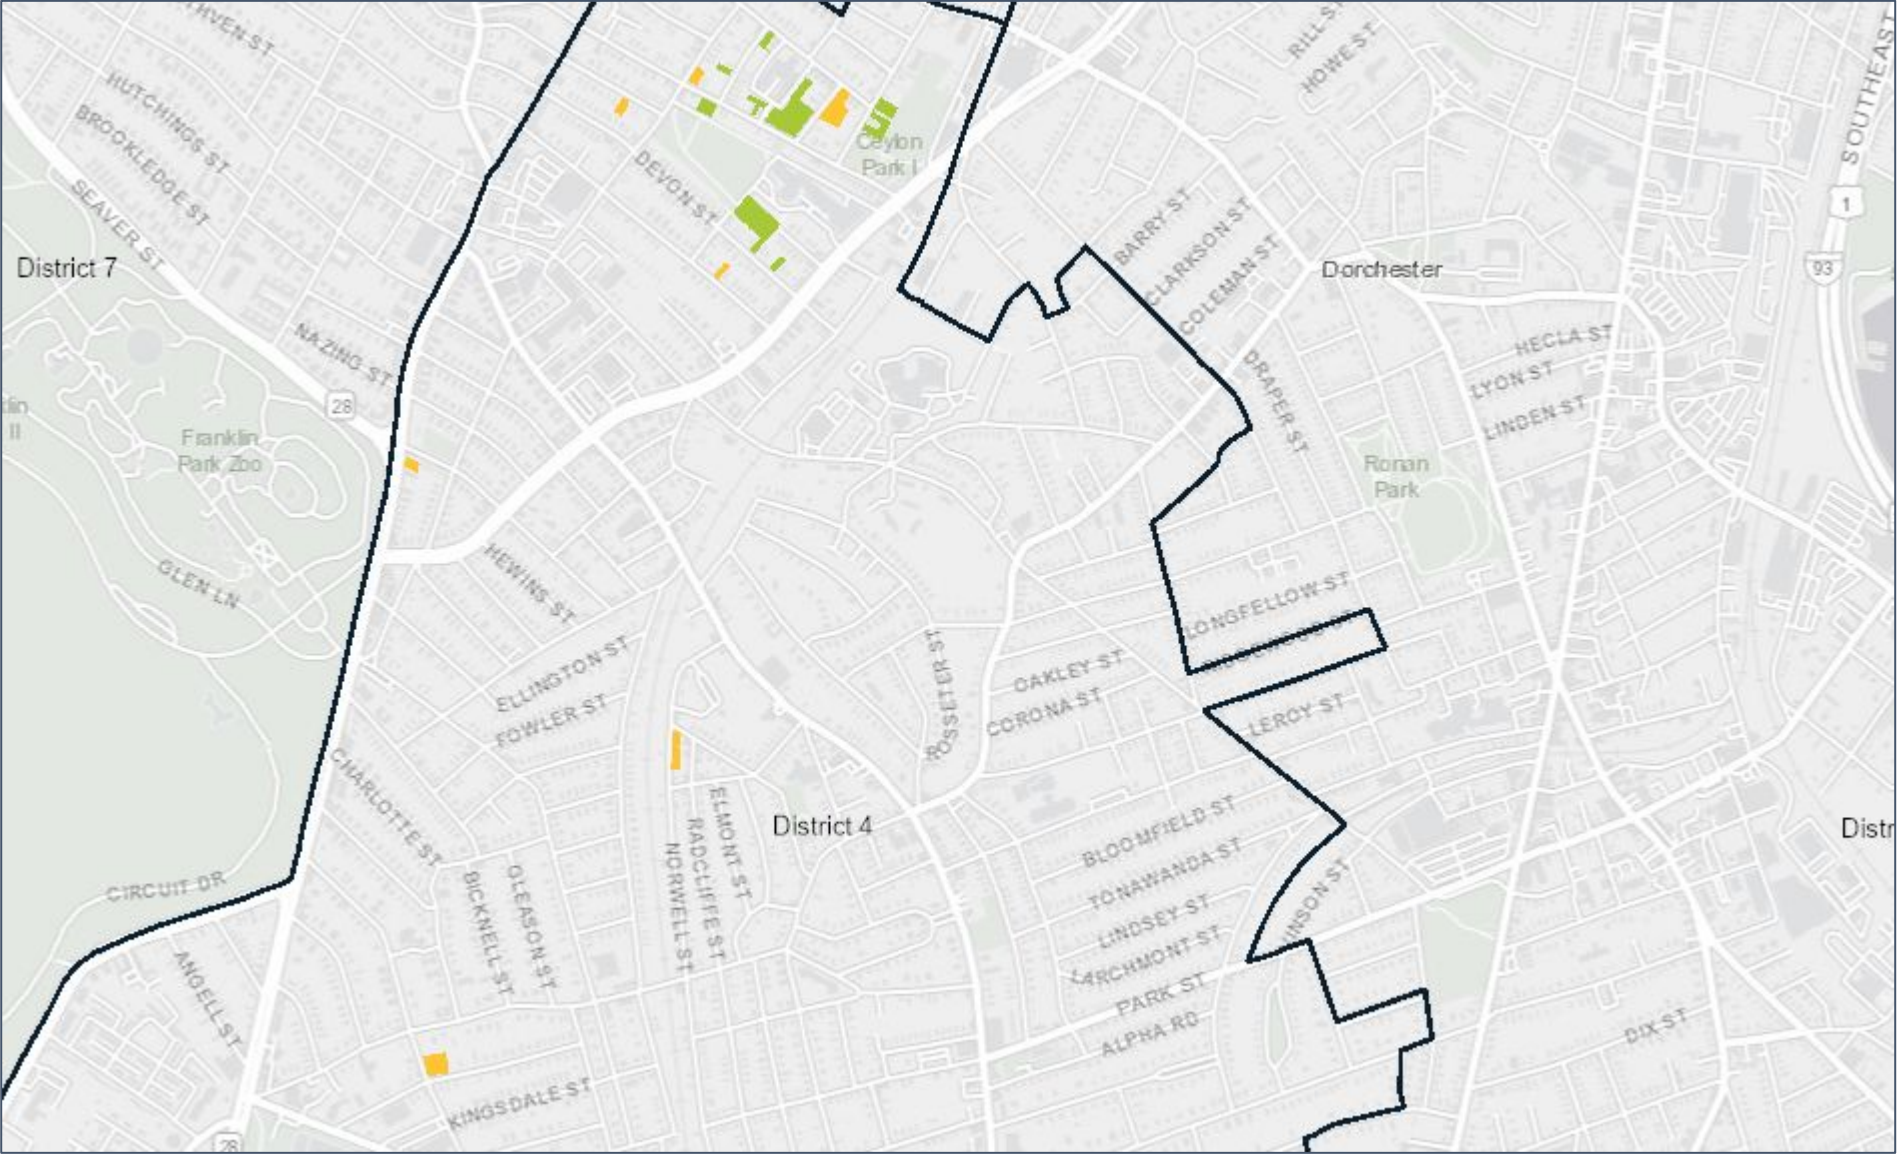 HUTCHINGS ST
BROOKLEDGE ST
SEAVER ST
District 7
NAZING ST
28
Franklin
Park Zoo
GLEN LN
CIRCUIT DR
ANGELL ST
28
DEVON ST
Ceylon
Park I
HEWINS ST
ELLINGTON ST
FOWLER ST
CHARLOTTE ST
BICKNELL ST
GLEASON ST
NORWELL ST
RADCLIFFE ST
ELMONT ST
KINGSDALE ST
District 4
ROSSETER ST
OAKLEY ST
CORONA ST
BLOOMFIELD ST
TONAWANDA ST
LINDSEY ST
LARCHMONT ST
PARK ST
ALPHA RD
RILL ST
HOWE ST
BARRY ST
CLARKSON ST
COLEMAN ST
Dorchester
DRAPER ST
HECLA ST
LYON ST
LINDEN ST
Ronan
Park
LONGFELLOW ST
LEROY ST
DIX ST
SOUTHEAST
1
93